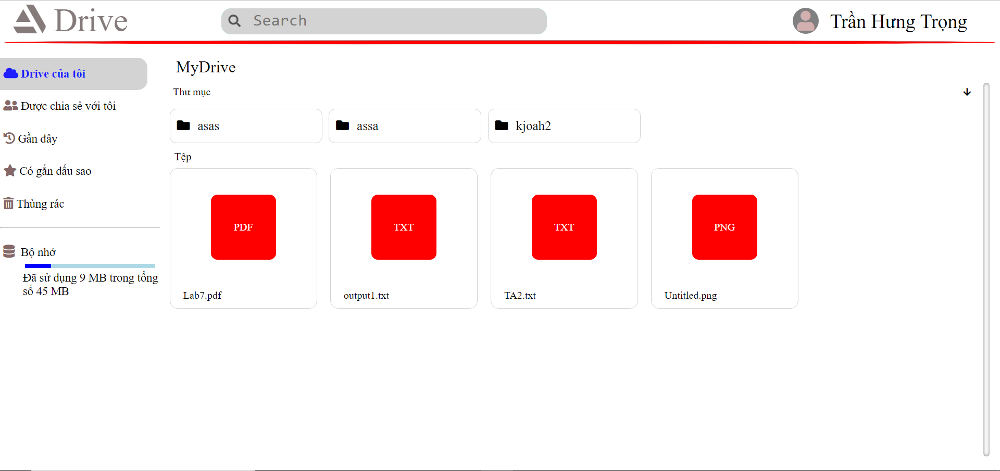 Drive
Search
Trần Hưng Trọng
Drive của tôi
Được chia sẻ với tôi
Gần đây
Có gắn dấu sao
Thùng rác
Bộ nhớ
Đã sử dụng 9 MB trong tổng
số 45 MB
MyDrive
Thư mục
asas
assa
kjoah2
Tệp
PDF
TXT
TXT
PNG
Lab7.pdf
output1.txt
TA2.txt
Untitled.png